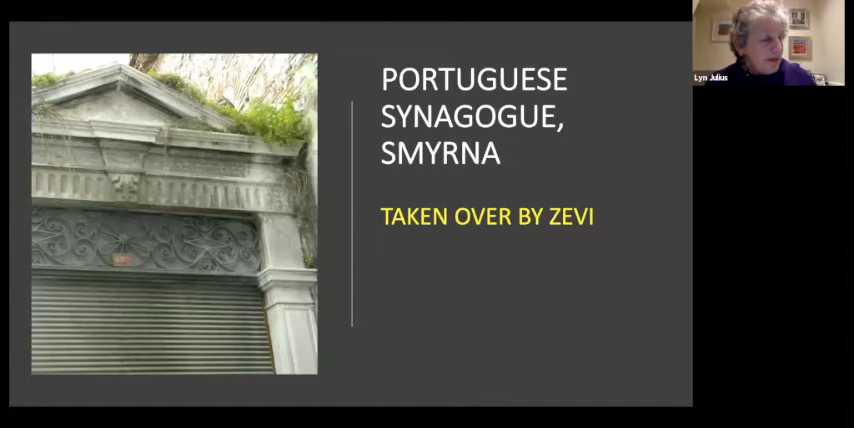 PORTUGUESE
SYNAGOGUE,
SMYRNA
TAKEN OVER BY ZEVI
Lyn Julius